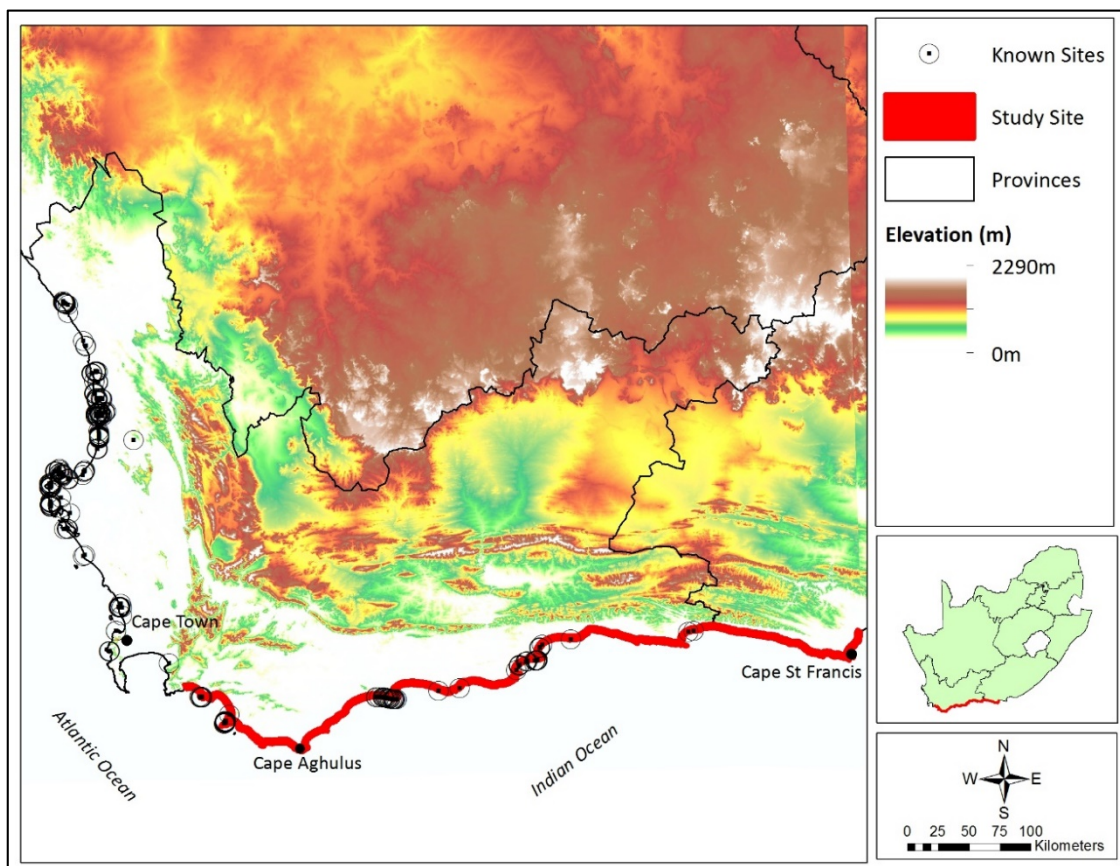 Known Sites
Study Site
Provinces
Elevation (m)
2290m
0m
Cape Town
Cape St Francis
Cape Aghulus
Atlantic Ocean
Indian Ocean
N
W E
S
0 25 50 75 100
Kilometers